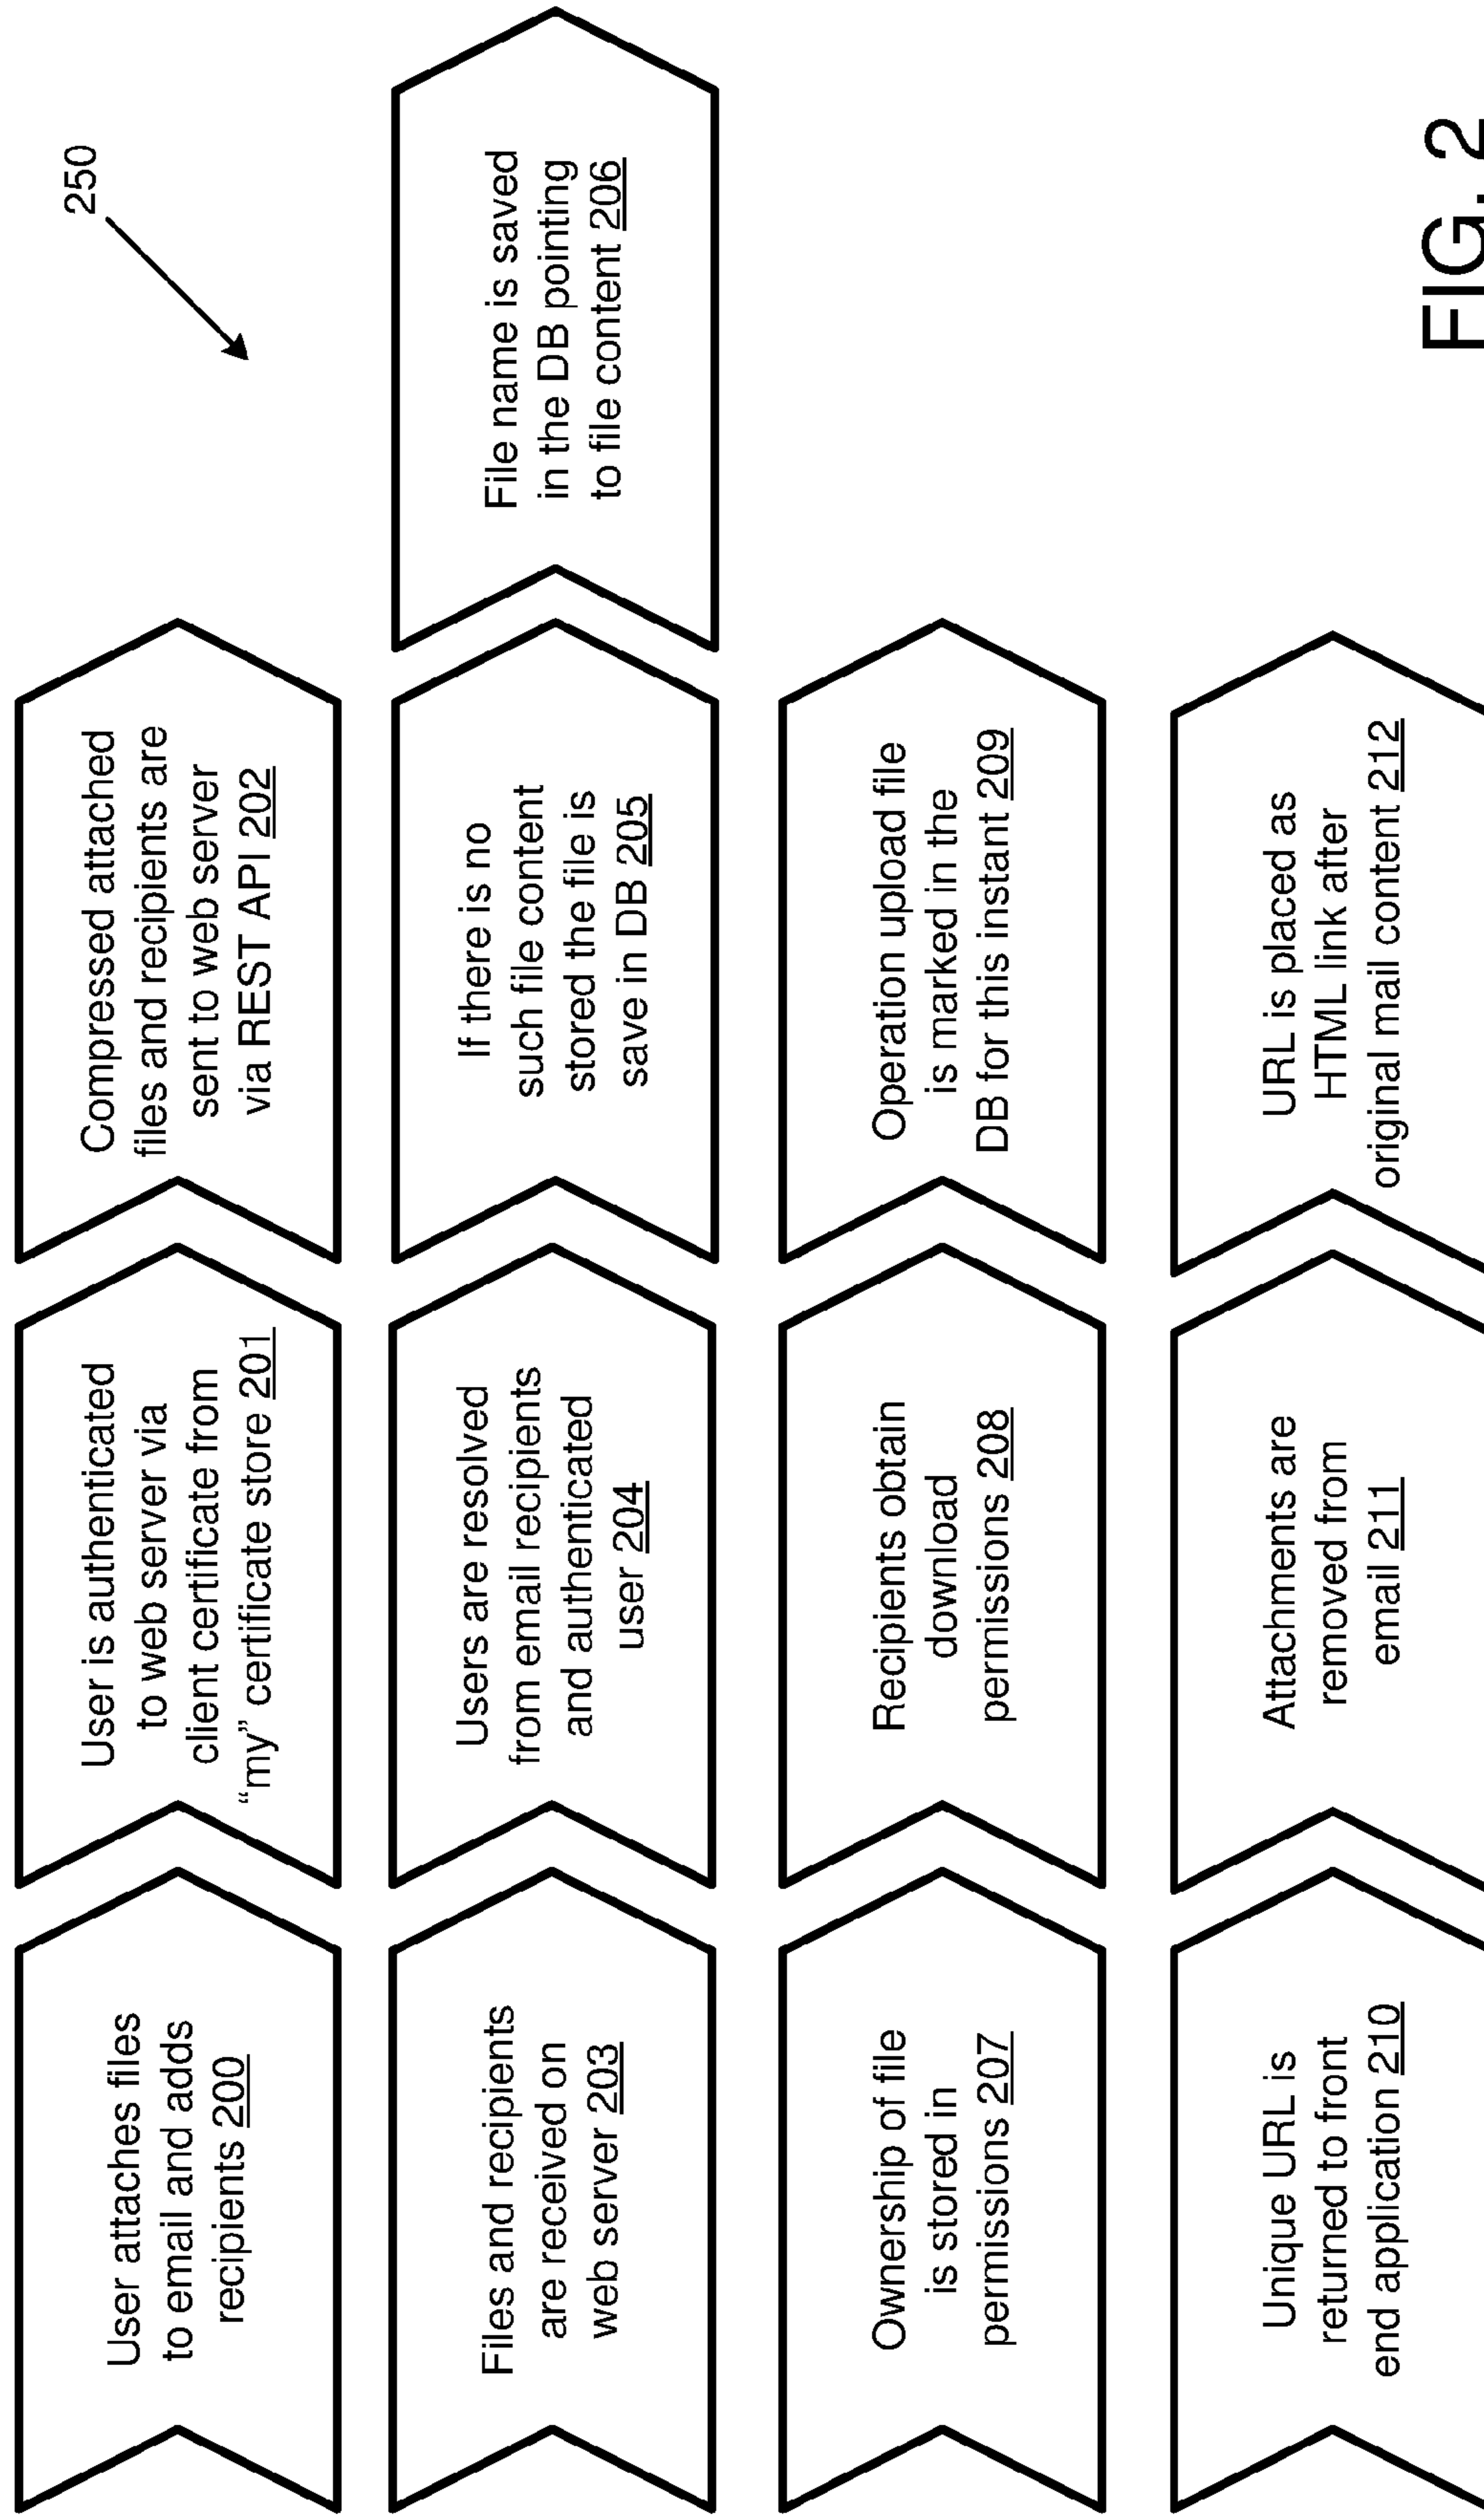 250
User attaches files
to email and adds
recipients 200
User is authenticated
to web server via
client certificate from
“my” certificate store 201
Compressed attached
files and recipients are
sent to web server
via REST API 202
Files and recipients
are received on
web server 203
Users are resolved
from email recipients
and authenticated
user 204
If there is no
such file content
stored the file is
save in DB 205
File name is saved
in the DB pointing
to file content 206
Ownership of file
is stored in
permissions 207
Recipients obtain
download
permissions 208
Operation upload file
is marked in the
DB for this instant 209
Unique URL is
returned to front
end application 210
Attachments are
removed from
email 211
URL is placed as
HTML link after
original mail content 212
FIG. 2